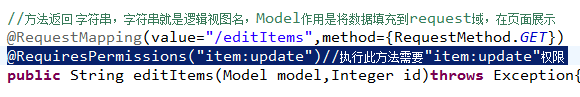 //方法返回 字符串，字符串就是逻辑视图名，Model作用是将数据填充到request域，在页面展示
@RequestMapping(value="/editItems",method={RequestMethod.GET})
@RequiresPermissions("item:update")//执行此方法需要"item:update"权限
public String editItems(Model model,Integer id)throws Exception{